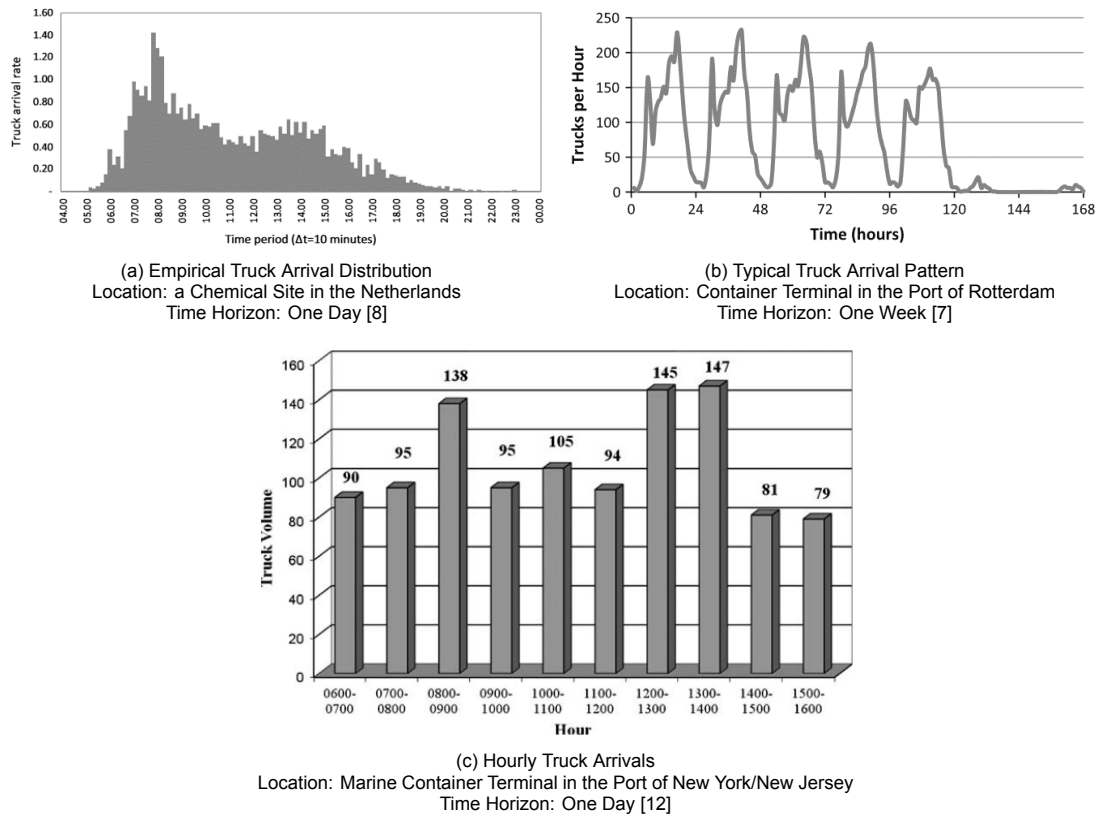 1.60
1.40
1.20
1.00
0.80
0.60
0.40
0.20
-
Truck arrival rate
04.00 05.00 06.00 07.00 08.00 09.00 10.00 11.00 12.00 13.00 14.00 15.00 16.00 17.00 18.00 19.00 20.00 21.00 22.00 23.00 00.00
Time period (Δt=10 minutes)
(a) Empirical Truck Arrival Distribution
Location: a Chemical Site in the Netherlands
Time Horizon: One Day [8]
250
200
150
100
50
0
Trucks per Hour
0 24 48 72 96 120 144 168
Time (hours)
(b) Typical Truck Arrival Pattern
Location: Container Terminal in the Port of Rotterdam
Time Horizon: One Week [7]
160
140
120
100
80
60
40
20
0
Truck Volume
90 95 138 95 105 94 145 147 81 79
0600- 0700- 0800- 0900- 1000- 1100- 1200- 1300- 1400- 1500-
0700 0800 0900 1000 1100 1200 1300 1400 1500 1600
Hour
(c) Hourly Truck Arrivals
Location: Marine Container Terminal in the Port of New York/New Jersey
Time Horizon: One Day [12]